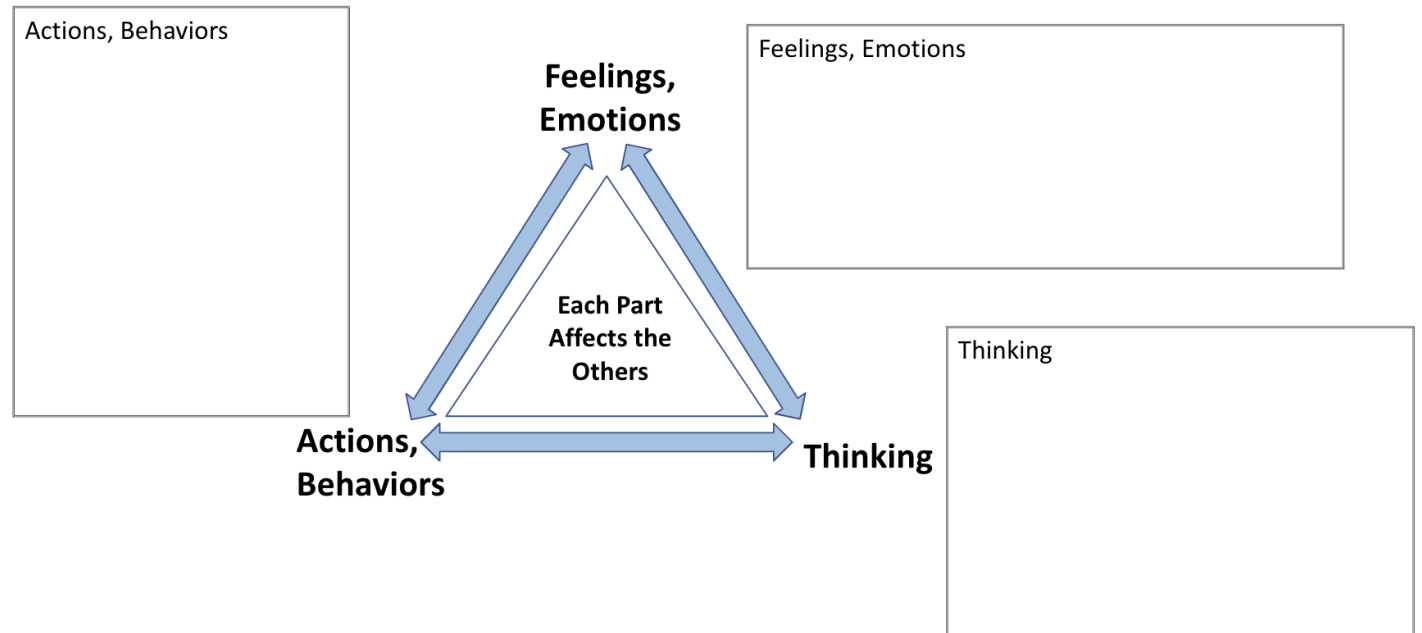 Actions, Behaviors
Feelings, Emotions
Feelings,
Emotions
Each Part
Affects the
Others
Thinking
Actions,
Behaviors
Thinking